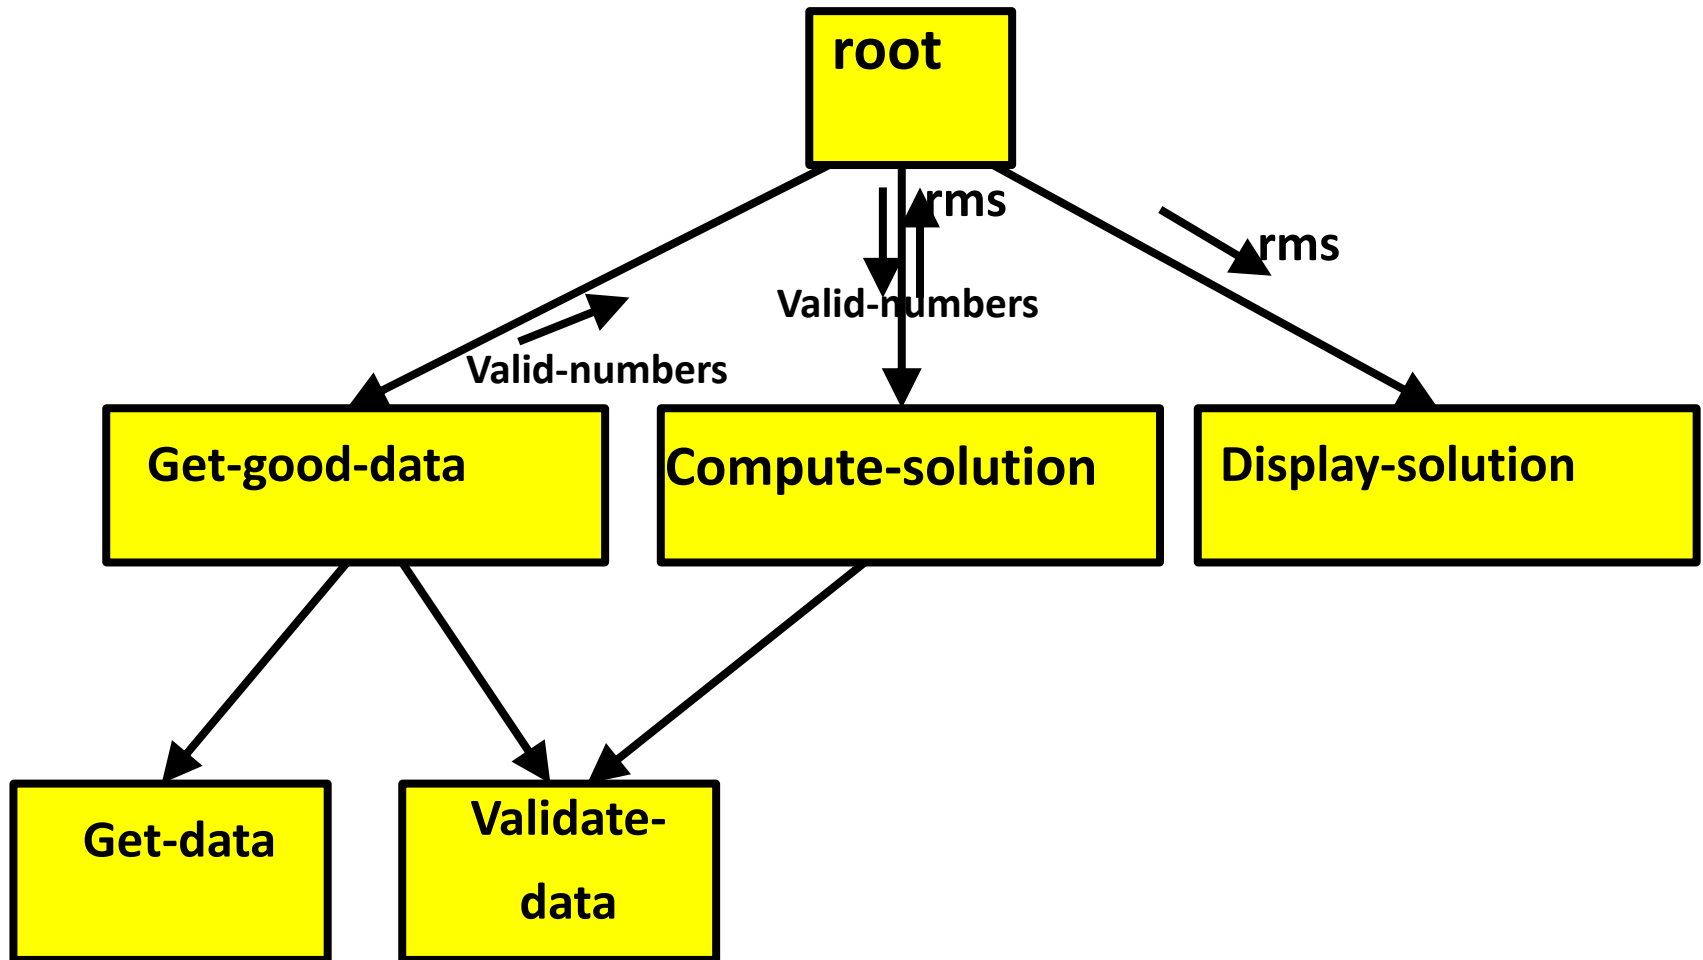 root
rms
rms
Valid-numbers
Valid-numbers
Get-good-data
Compute-solution
Display-solution
Get-data
Validate-
data